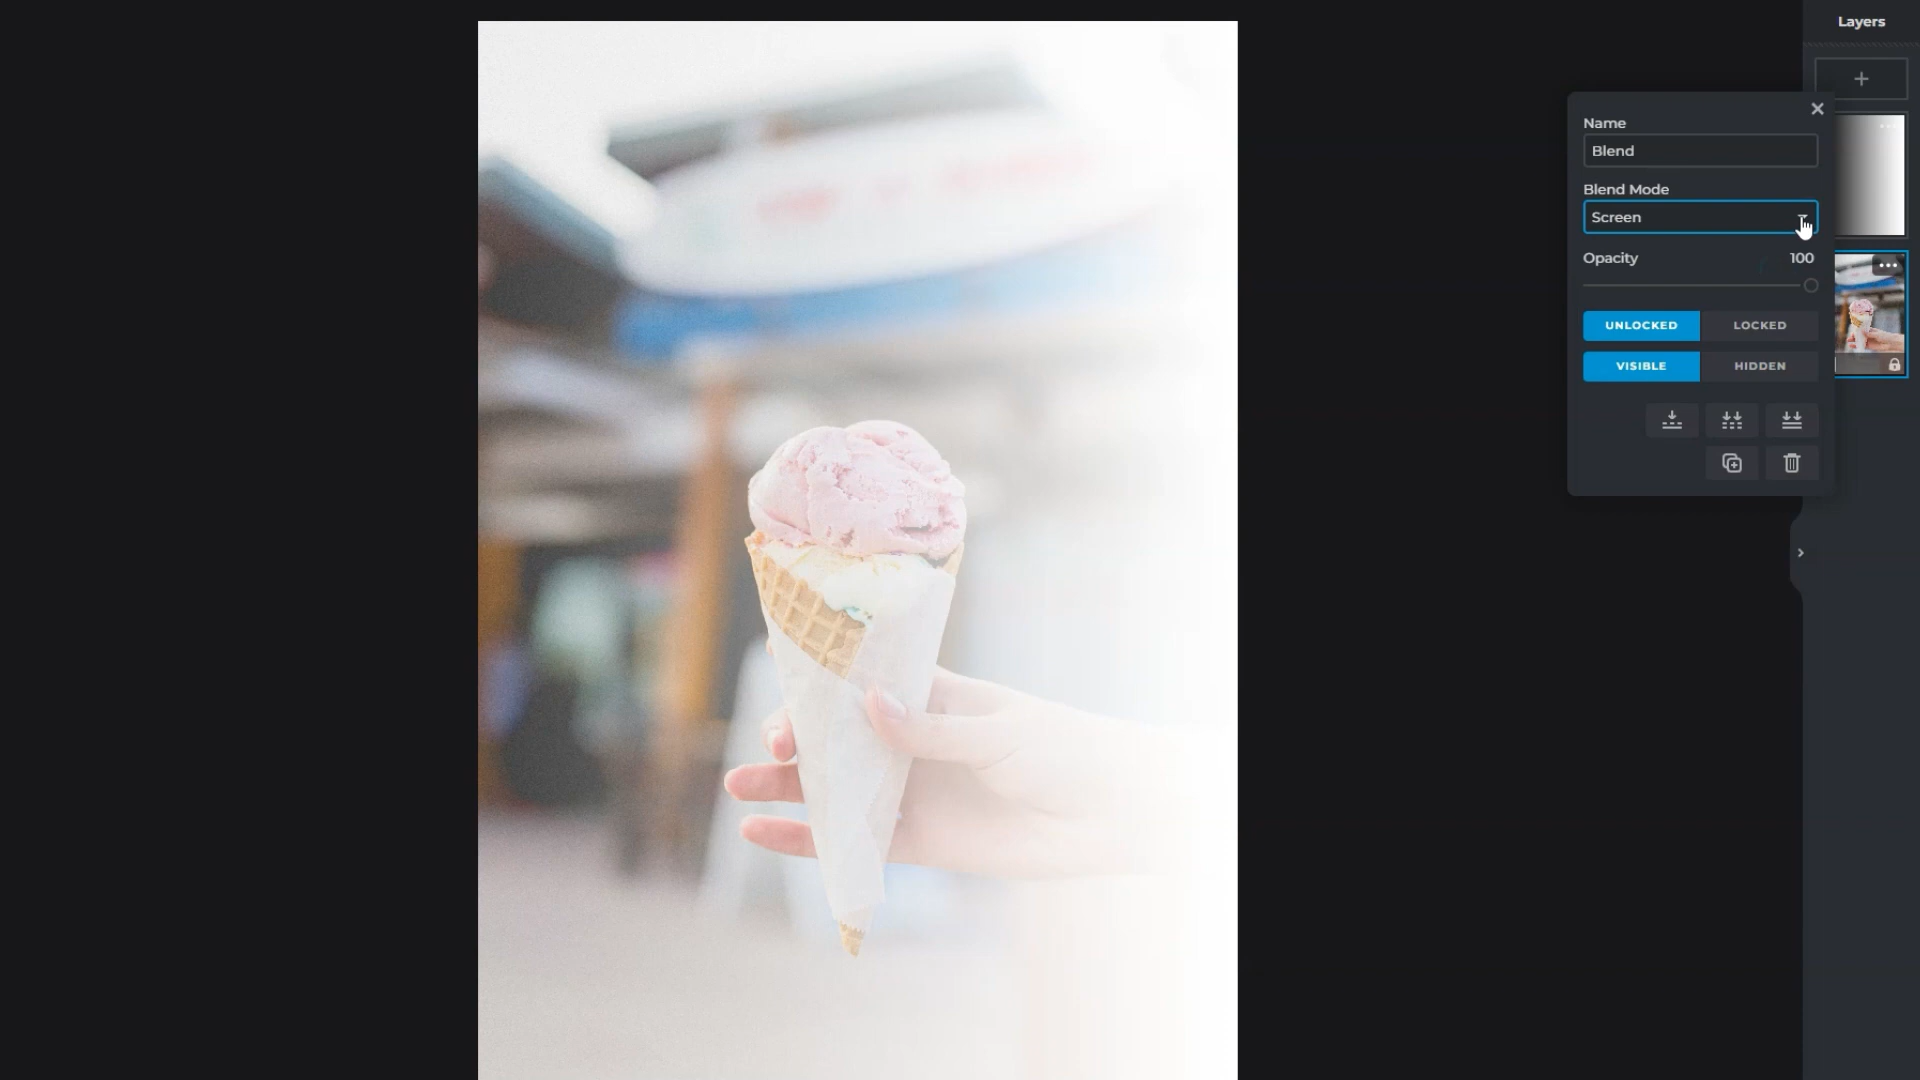 Layers
Name
Blend
Blend Mode
Screen
Opacity 100
UNLOCKED LOCKED
VISIBLE HIDDEN